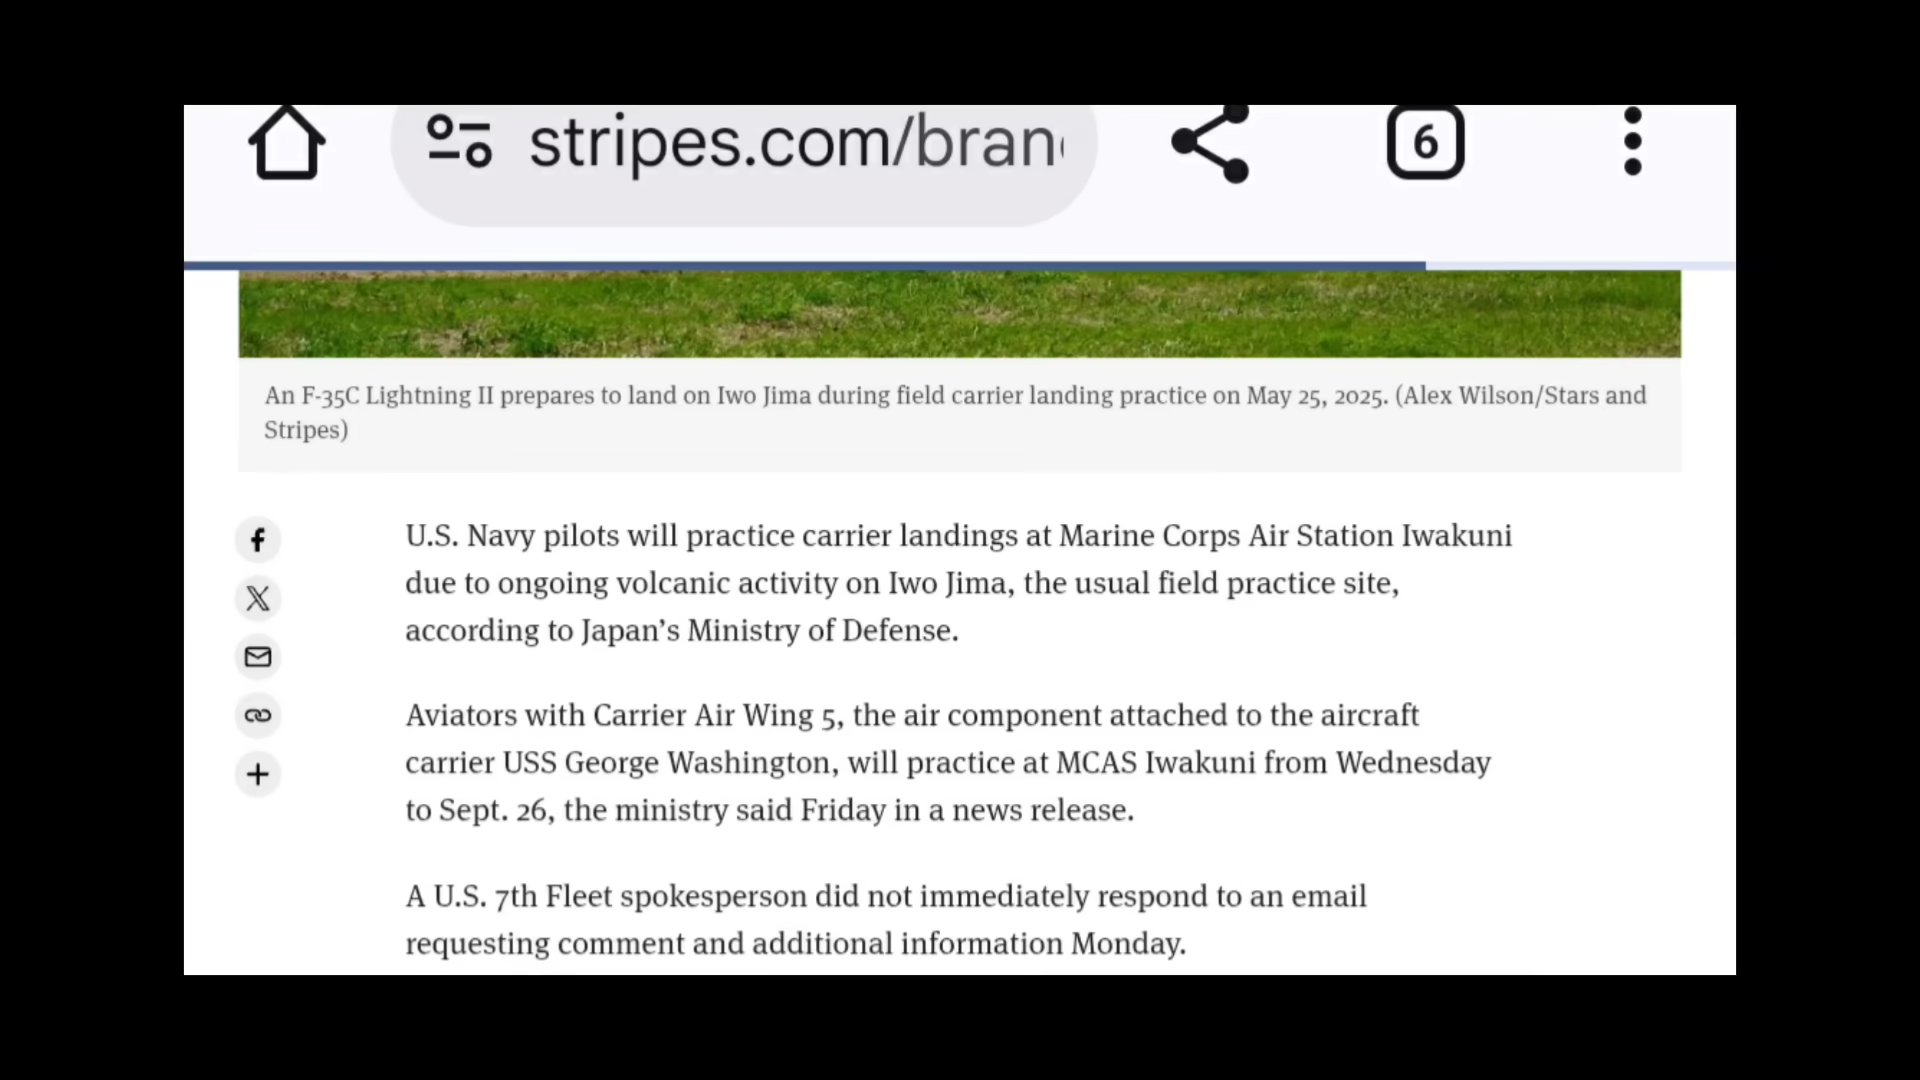 stripes.com/bran
6
An F-35C Lightning II prepares to land on Iwo Jima during field carrier landing practice on May 25, 2025. (Alex Wilson/Stars and
Stripes)
U.S. Navy pilots will practice carrier landings at Marine Corps Air Station Iwakuni
due to ongoing volcanic activity on Iwo Jima, the usual field practice site,
according to Japan’s Ministry of Defense.
Aviators with Carrier Air Wing 5, the air component attached to the aircraft
carrier USS George Washington, will practice at MCAS Iwakuni from Wednesday
to Sept. 26, the ministry said Friday in a news release.
A U.S. 7th Fleet spokesperson did not immediately respond to an email
requesting comment and additional information Monday.